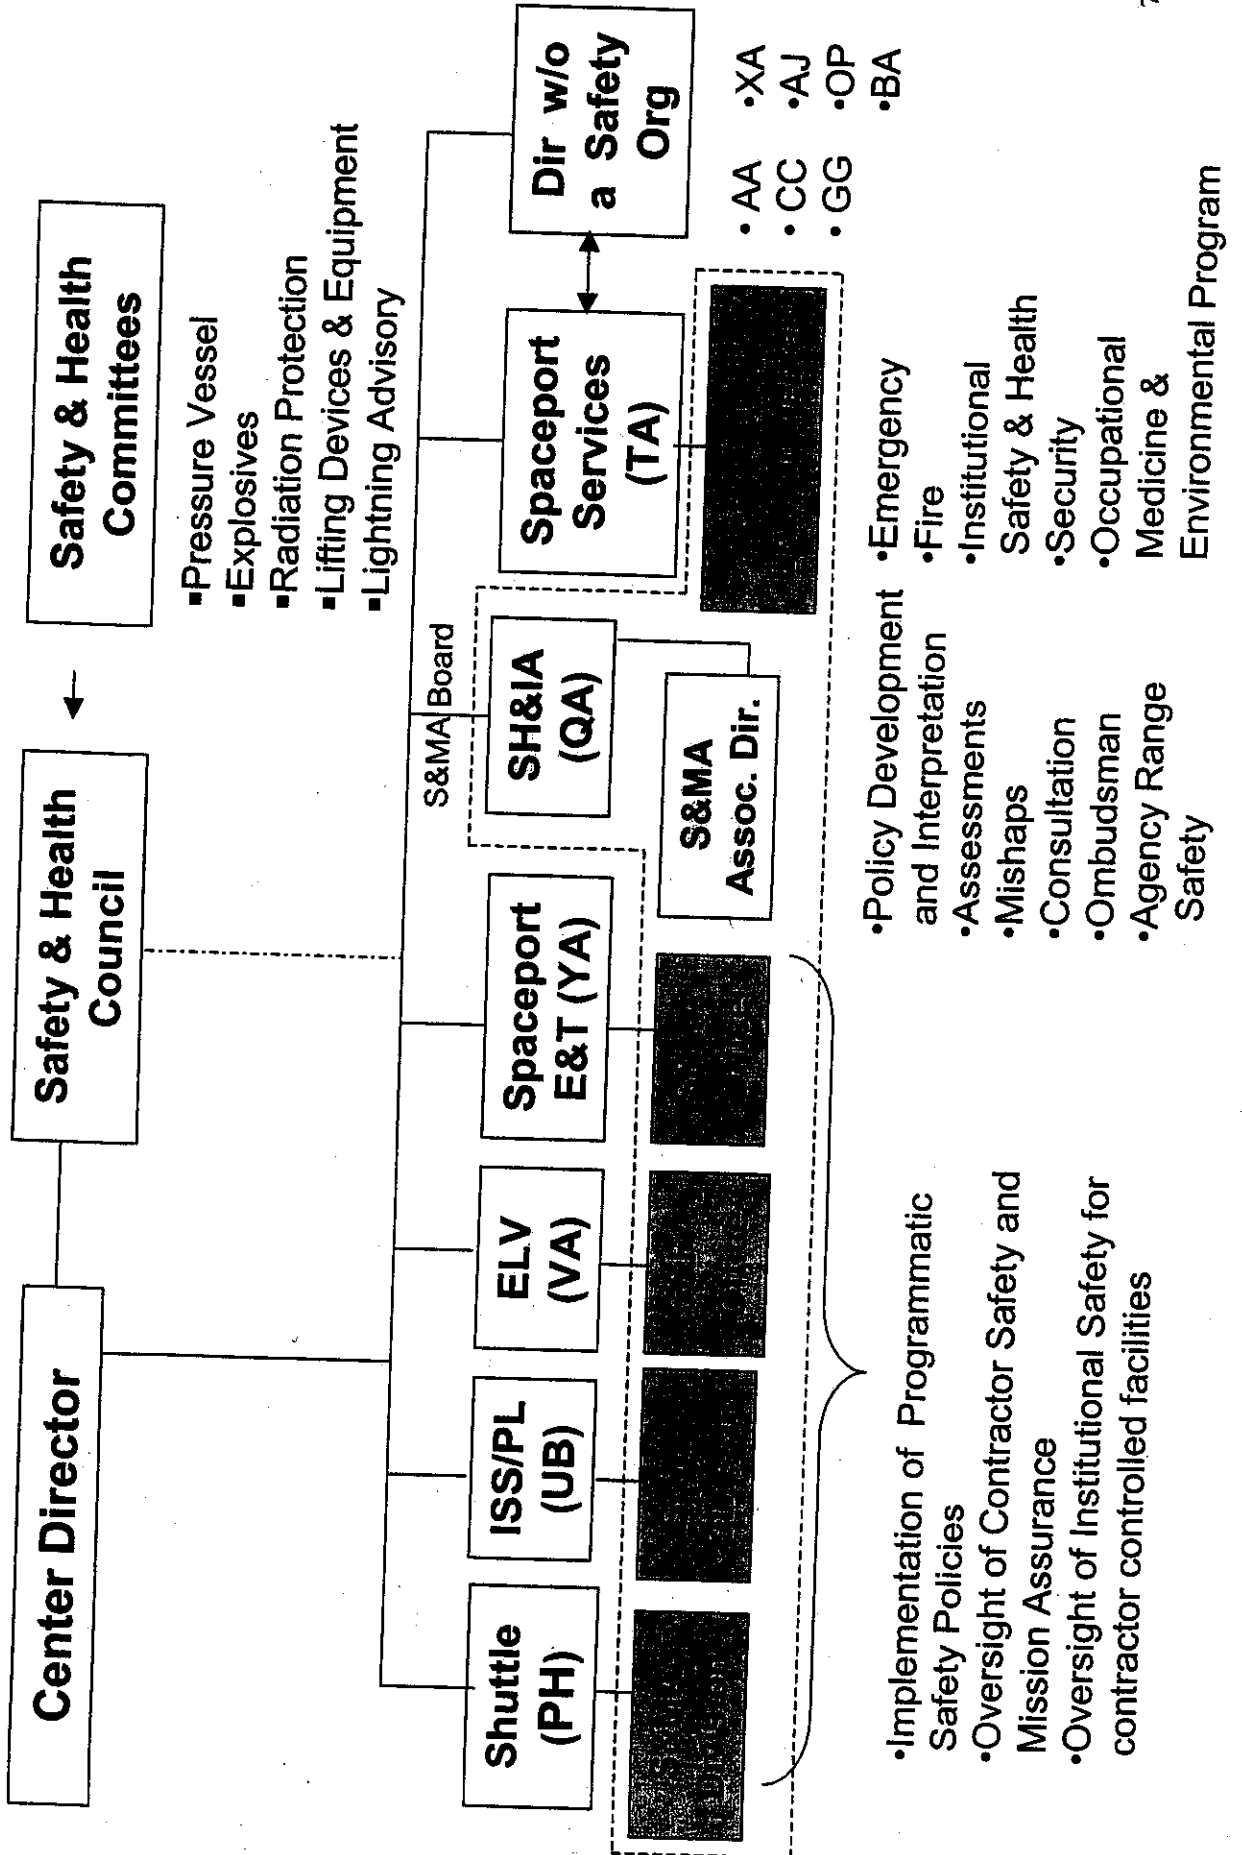 Center Director
Safety & Health
Council
Safety & Health
Committees
▪Pressure Vessel
▪Explosives
▪Radiation Protection
▪Lifting Devices & Equipment
▪Lightning Advisory
S&MA Board
Shuttle
(PH)
ISS/PL
(UB)
ELV
(VA)
Spaceport
E&T (YA)
SH&IA
(QA)
Spaceport
Services
(TA)
Dir w/o
a Safety
Org
S&MA
Assoc. Dir.
• AA
• CC
• GG
•XA
•AJ
•OP
•BA
•Implementation of Programmatic
Safety Policies
•Oversight of Contractor Safety and
Mission Assurance
•Oversight of Institutional Safety for
contractor controlled facilities
•Policy Development
and Interpretation
•Assessments
•Mishaps
•Consultation
•Ombudsman
•Agency Range
Safety
•Emergency
•Fire
•Institutional
Safety & Health
•Security
•Occupational
Medicine &
Environmental Program